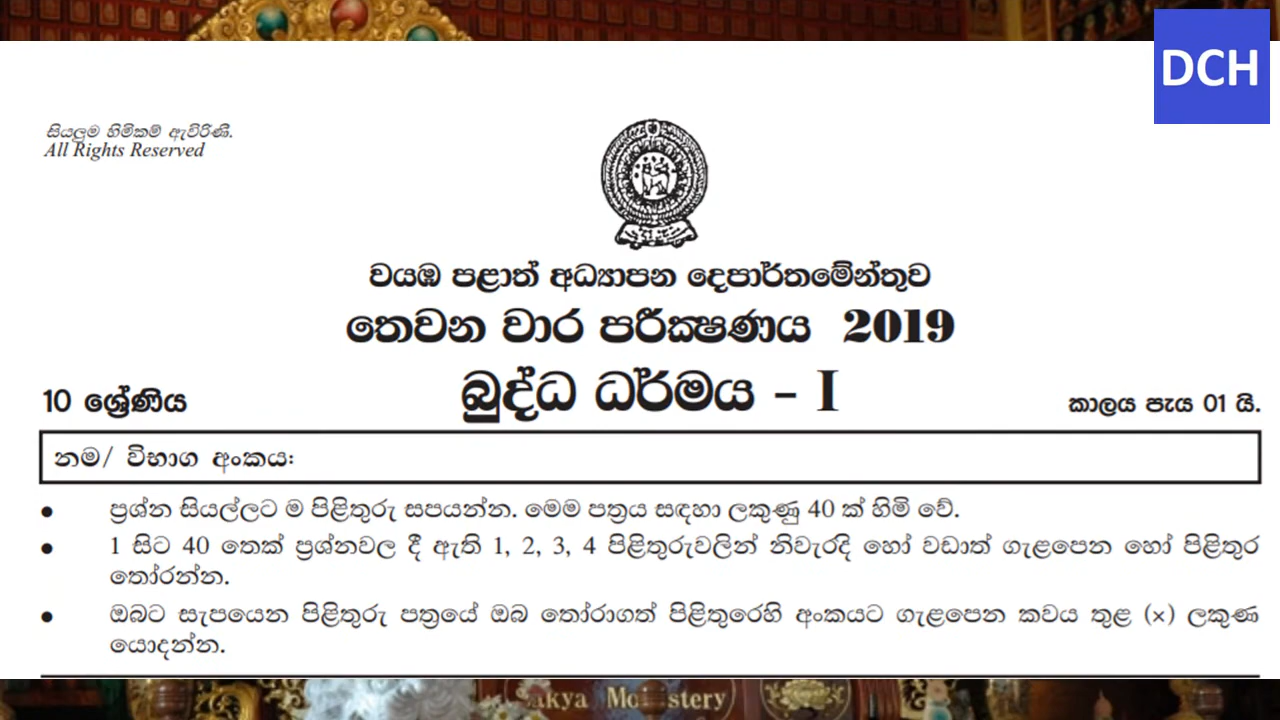 DCH
සියලුම හිමිකම් ඇවිරිණී.
All Rights Reserved
වයඹ පළාත් අධ්‍යාපන දෙපාර්තමේන්තුව
තෙවන වාර පරීක්‍ෂණය 2019
10 ශ්‍රේණිය
බුද්ධ ධර්මය - I
කාලය පැය 01 යි.
නම/ විභාග අංකය:
● ප්‍රශ්න සියල්ලට ම පිළිතුරු සපයන්න. මෙම පත්‍රය සඳහා ලකුණු 40 ක් හිමි වේ.
● 1 සිට 40 තෙක් ප්‍රශ්නවල දී ඇති 1, 2, 3, 4 පිළිතුරුවලින් නිවැරදි හෝ වඩාත් ගැළපෙන හෝ පිළිතුර
තෝරන්න.
● ඔබට සැපයෙන පිළිතුරු පත්‍රයේ ඔබ තෝරාගත් පිළිතුරෙහි අංකයට ගැළපෙන කවය තුළ (×) ලකුණ
යොදන්න.
akya Monastery